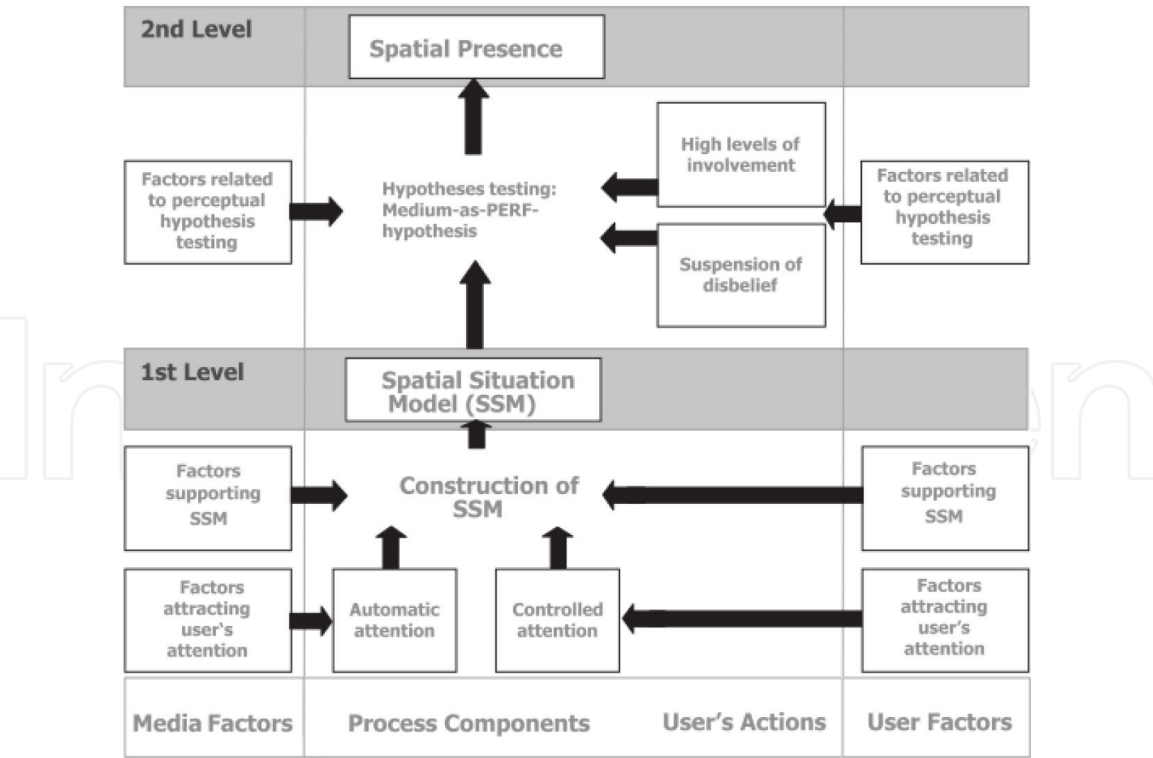 2nd Level
Spatial Presence
High levels of
involvement
Factors related
to perceptual
hypothesis
testing
Hypotheses testing:
Medium-as-PERF-
hypothesis
Factors related
to perceptual
hypothesis
testing
Suspension of
disbelief
1st Level
Spatial Situation
Model (SSM)
Factors
supporting
SSM
Construction of
SSM
Factors
supporting
SSM
Factors
attracting
user's
attention
Automatic
attention
Controlled
attention
Factors
attracting
user's
attention
Media Factors
Process Components
User's Actions
User Factors